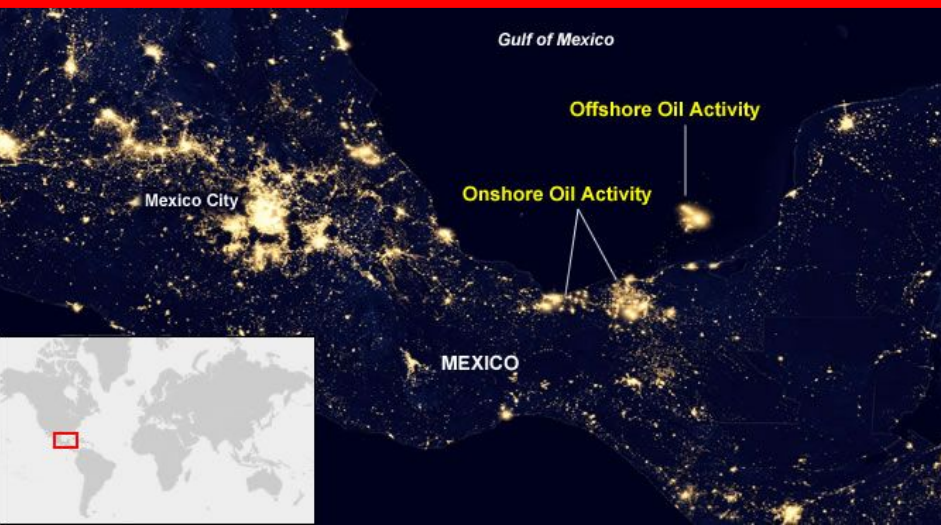 Gulf of Mexico
Offshore Oil Activity
Mexico City
Onshore Oil Activity
MEXICO